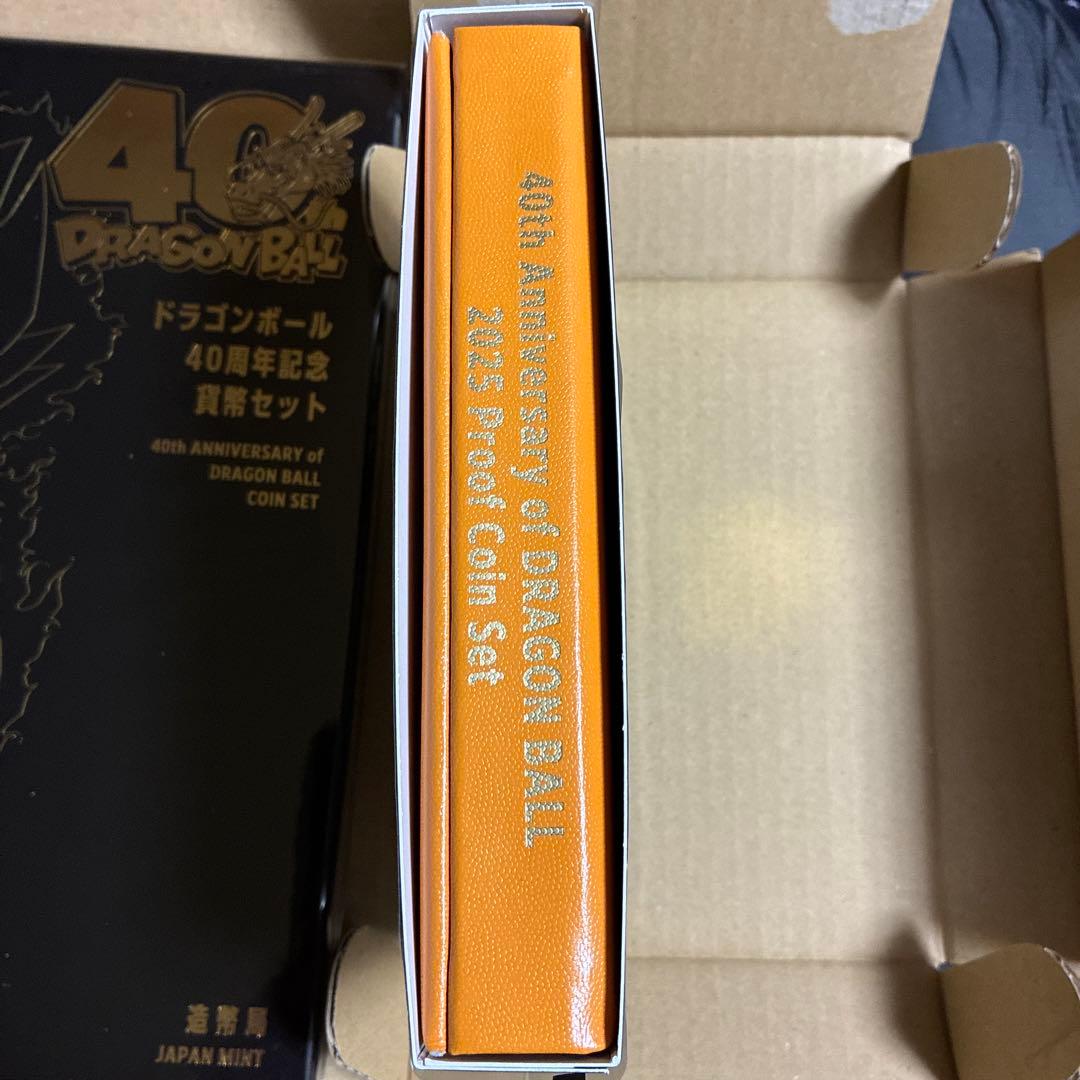 40th
DRAGON BALL
ドラゴンボール
40周年記念
貨幣セット
40th ANNIVERSARY of
DRAGON BALL
COIN SET
造幣局
JAPAN MINT
40th Anniversary of DRAGON BALL
2025 Proof Coin Set